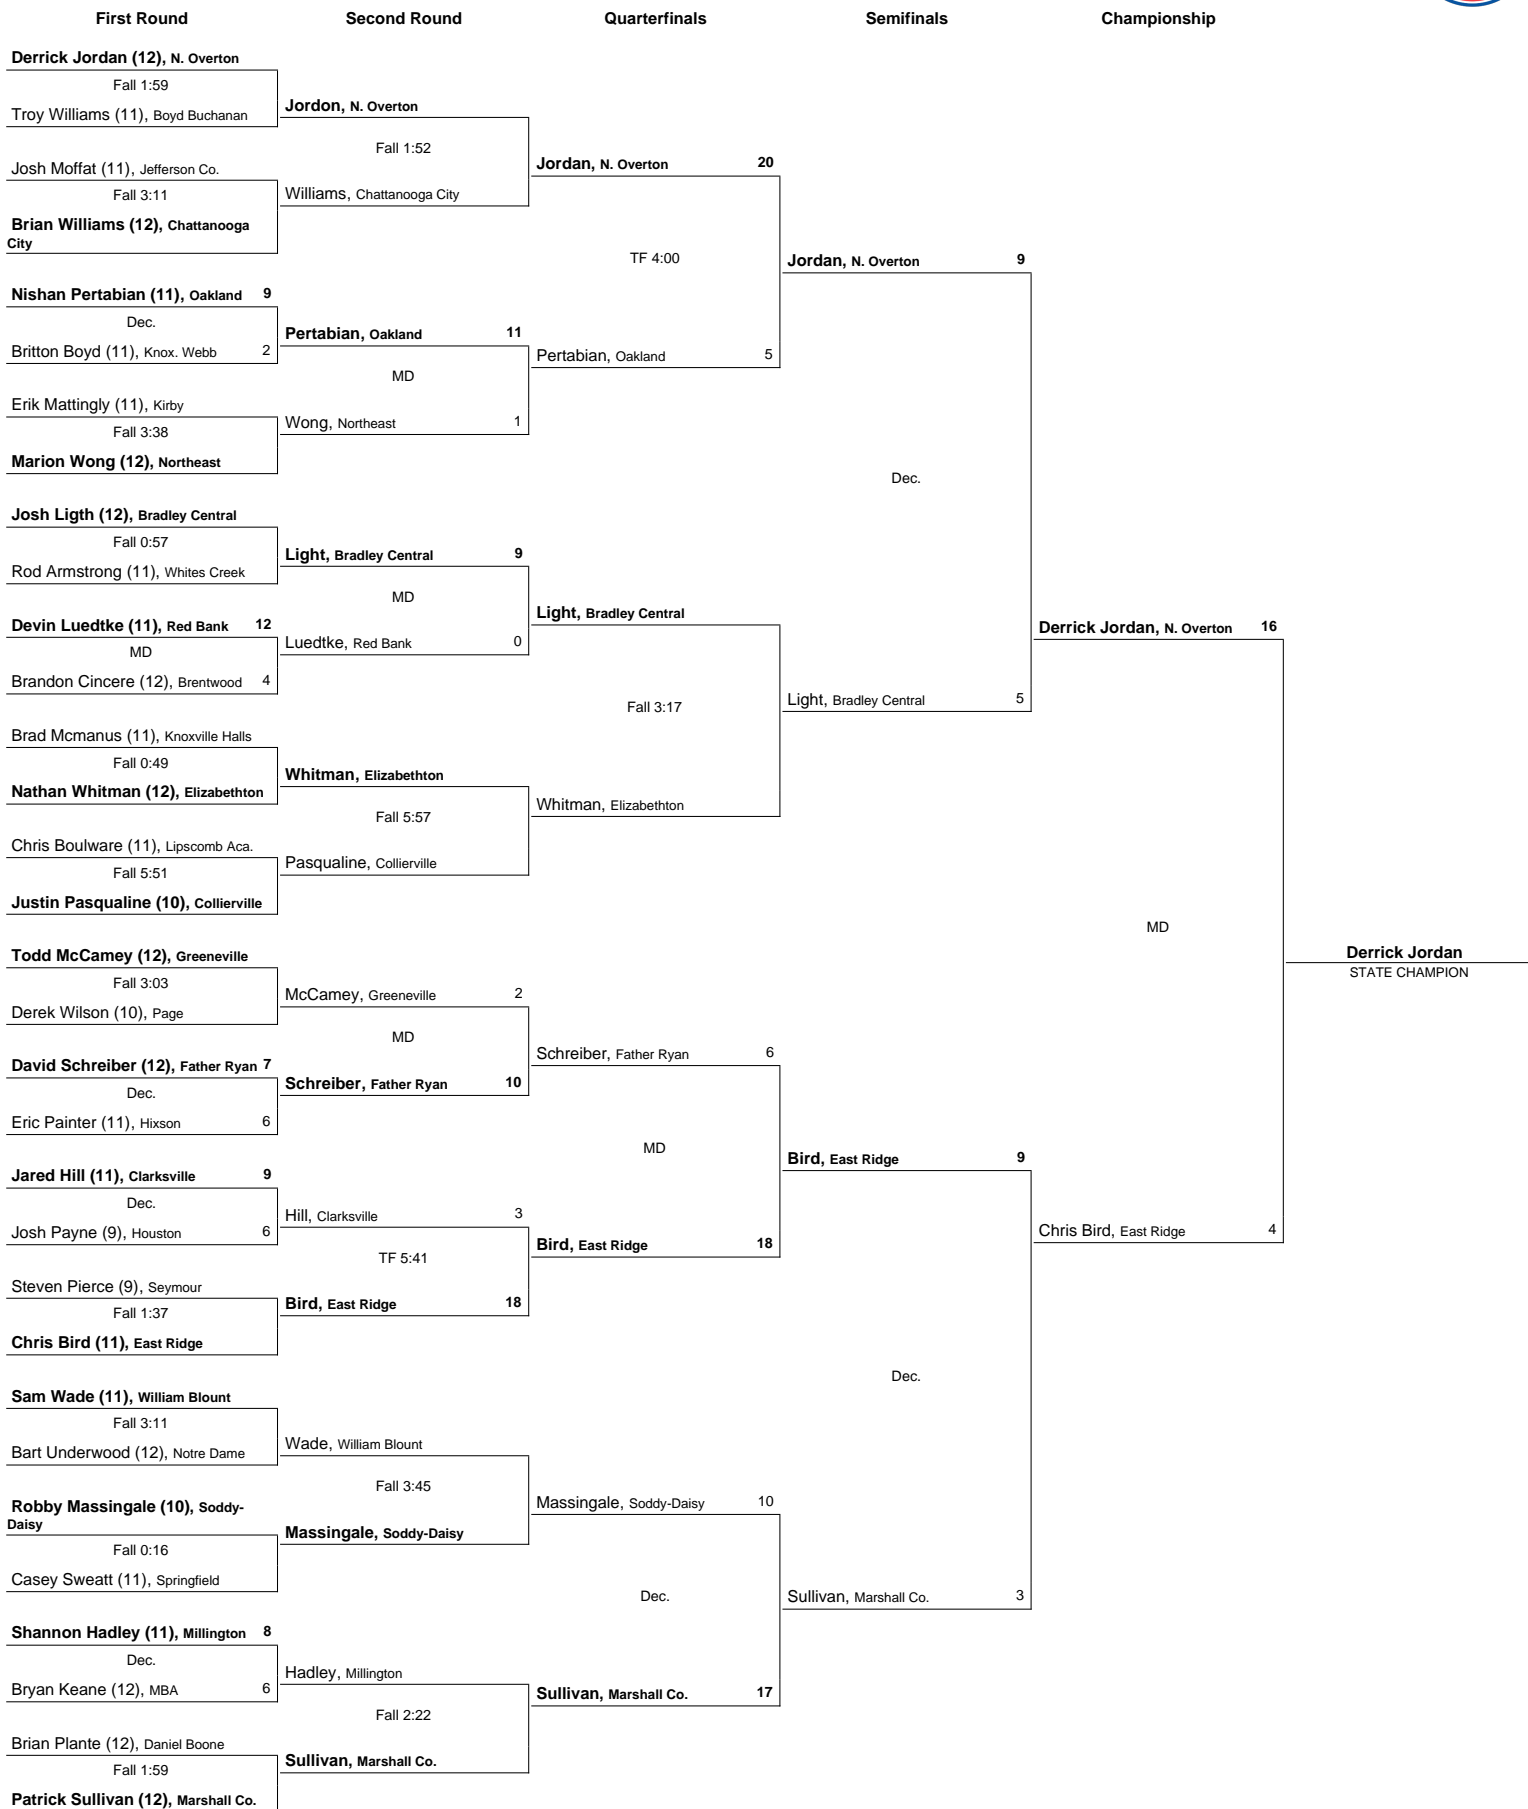 First Round
Second Round
Quarterfinals
Semifinals
Championship
Derrick Jordan (12), N. Overton
Fall 1:59
Troy Williams (11), Boyd Buchanan
Josh Moffat (11), Jefferson Co.
Fall 3:11
Brian Williams (12), Chattanooga
City
Nishan Pertabian (11), Oakland 9
Dec.
Britton Boyd (11), Knox. Webb 2
Erik Mattingly (11), Kirby
Fall 3:38
Marion Wong (12), Northeast
Josh Ligth (12), Bradley Central
Fall 0:57
Rod Armstrong (11), Whites Creek
Devin Luedtke (11), Red Bank 12
MD
Brandon Cincere (12), Brentwood 4
Brad Mcmanus (11), Knoxville Halls
Fall 0:49
Nathan Whitman (12), Elizabethton
Chris Boulware (11), Lipscomb Aca.
Fall 5:51
Justin Pasqualine (10), Collierville
Todd McCamey (12), Greeneville
Fall 3:03
Derek Wilson (10), Page
David Schreiber (12), Father Ryan 7
Dec.
Eric Painter (11), Hixson 6
Jared Hill (11), Clarksville 9
Dec.
Josh Payne (9), Houston 6
Steven Pierce (9), Seymour
Fall 1:37
Chris Bird (11), East Ridge
Sam Wade (11), William Blount
Fall 3:11
Bart Underwood (12), Notre Dame
Robby Massingale (10), Soddy-
Daisy
Fall 0:16
Casey Sweatt (11), Springfield
Shannon Hadley (11), Millington 8
Dec.
Bryan Keane (12), MBA 6
Brian Plante (12), Daniel Boone
Fall 1:59
Patrick Sullivan (12), Marshall Co.
Jordon, N. Overton
Fall 1:52
Williams, Chattanooga City
Pertabian, Oakland 11
MD
Wong, Northeast 1
Light, Bradley Central 9
MD
Luedtke, Red Bank 0
Whitman, Elizabethton
Fall 5:57
Pasqualine, Collierville
McCamey, Greeneville 2
MD
Schreiber, Father Ryan 10
Hill, Clarksville 3
TF 5:41
Bird, East Ridge 18
Wade, William Blount
Fall 3:45
Massingale, Soddy-Daisy
Hadley, Millington
Fall 2:22
Sullivan, Marshall Co.
Jordan, N. Overton 20
TF 4:00
Pertabian, Oakland 5
Light, Bradley Central
Fall 3:17
Whitman, Elizabethton
Schreiber, Father Ryan 6
MD
Bird, East Ridge 18
Massingale, Soddy-Daisy 10
Dec.
Sullivan, Marshall Co. 17
Jordan, N. Overton 9
Dec.
Light, Bradley Central 5
Bird, East Ridge 9
Dec.
Sullivan, Marshall Co. 3
Derrick Jordan, N. Overton 16
MD
Chris Bird, East Ridge 4
Derrick Jordan
STATE CHAMPION